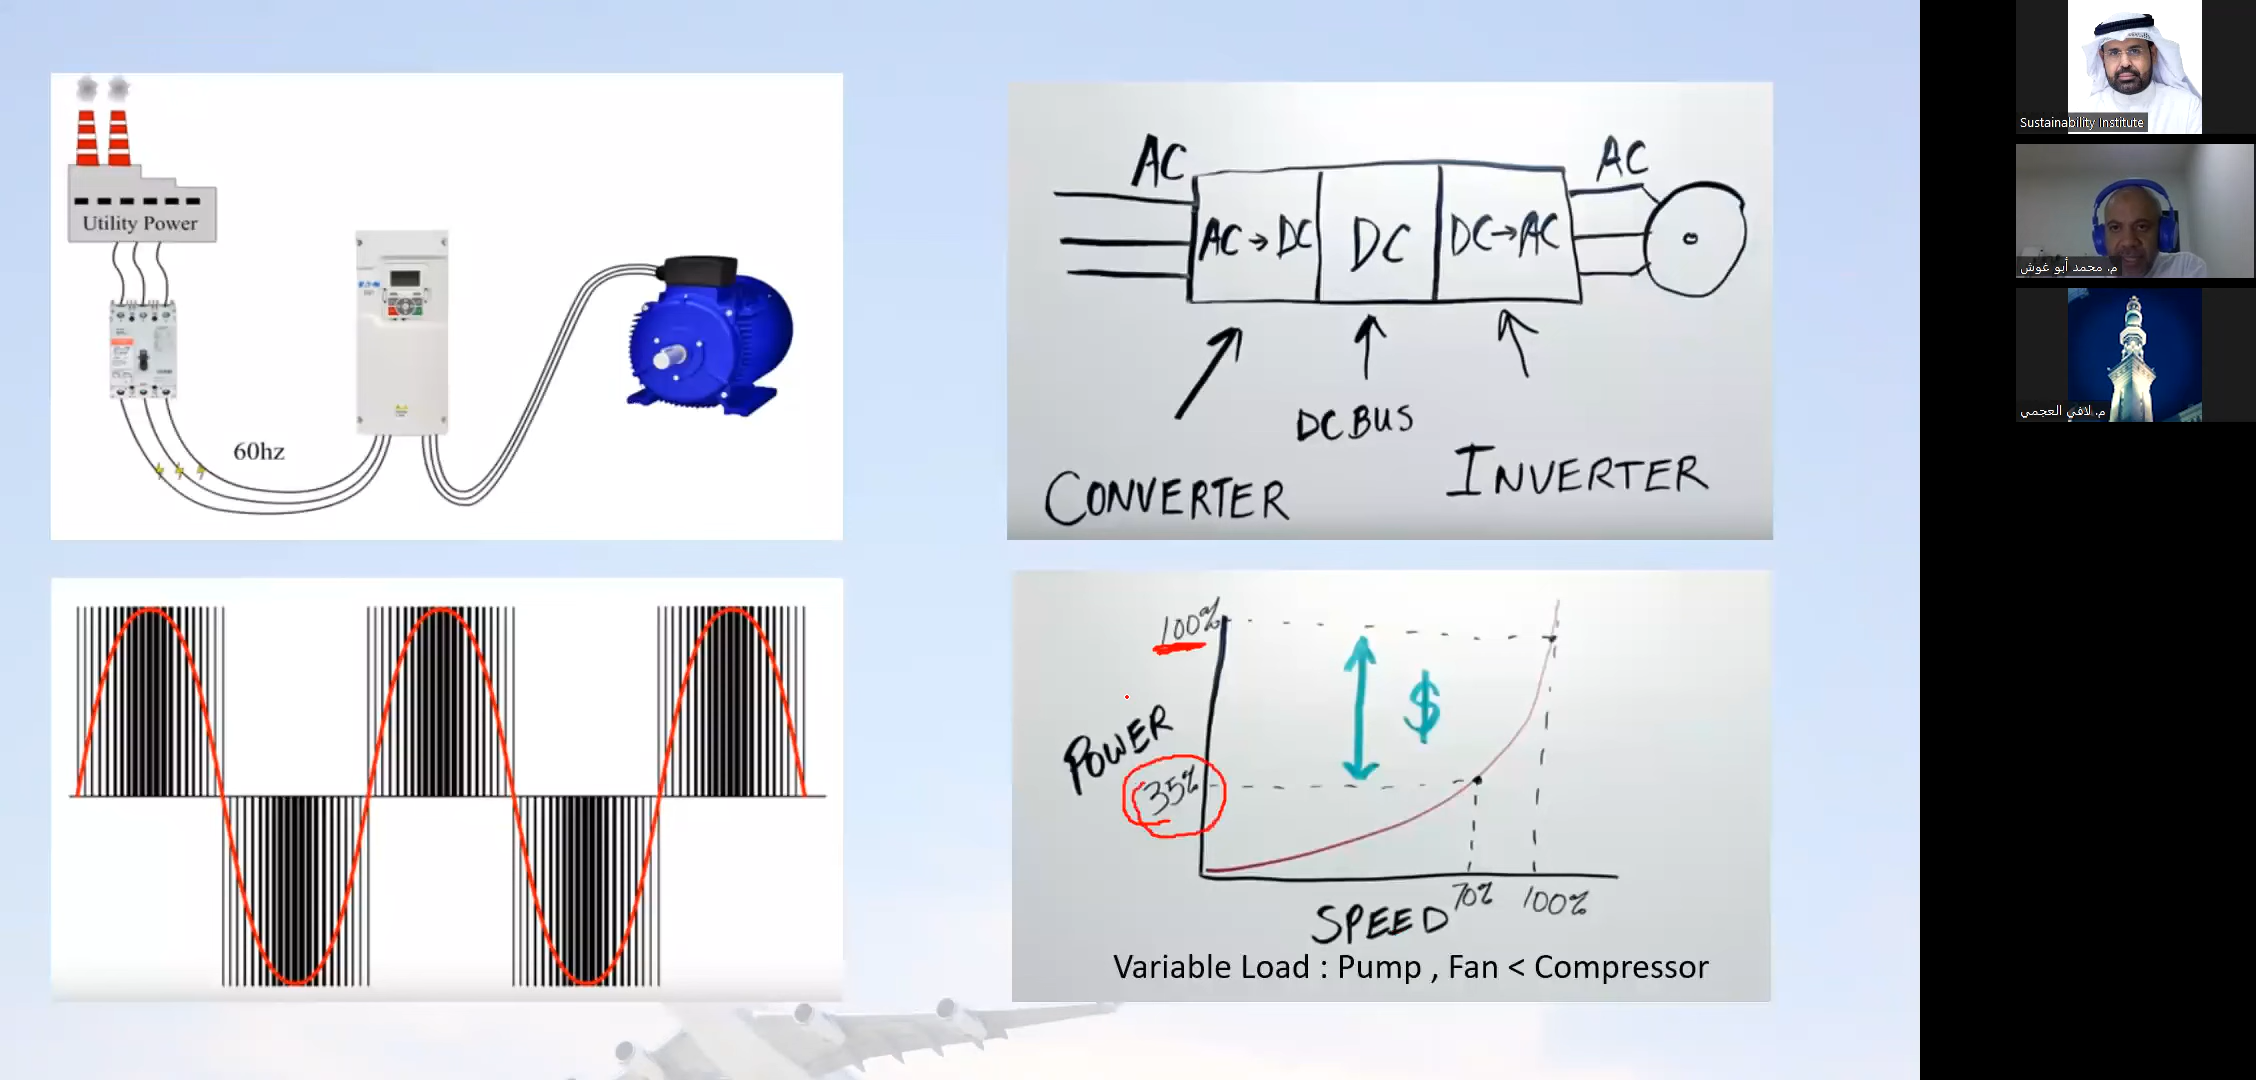 Utility Power
60hz
AC
AC
AC → DC
DC
DC → AC
DC BUS
CONVERTER
INVERTER
100%
$
POWER
35%
70%
100%
SPEED
Variable Load : Pump , Fan < Compressor
Sustainability Institute
م. محمد أبو غوش
م. لافي العجمي